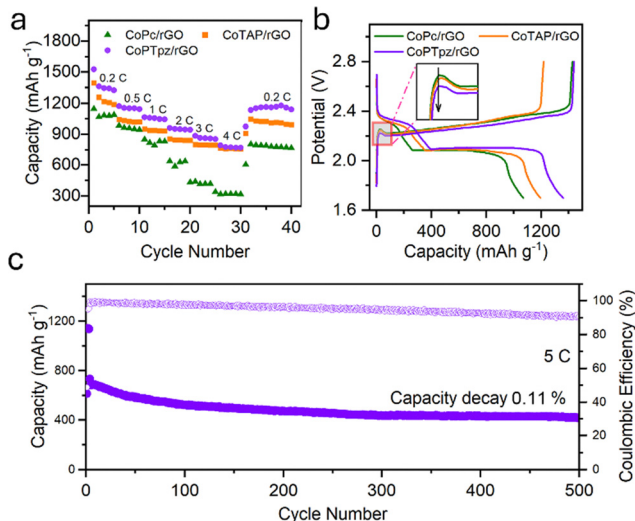 a
CoPc/rGO
CoTAP/rGO
CoPTpz/rGO
1800
1500
1200
900
600
300
0.2 C
0.5 C
1 C
2 C
3 C
4 C
0.2 C
0 10 20 30 40
Cycle Number
Capacity (mAh g⁻¹)
b
CoPc/rGO
CoTAP/rGO
CoPTpz/rGO
2.8
2.4
2.0
1.6
0 400 800 1200
Capacity (mAh g⁻¹)
Potential (V)
c
1200
800
400
0
100
80
60
40
20
0
5 C
Capacity decay 0.11 %
0 100 200 300 400 500
Cycle Number
Capacity (mAh g⁻¹)
Coulombic Efficiency (%)